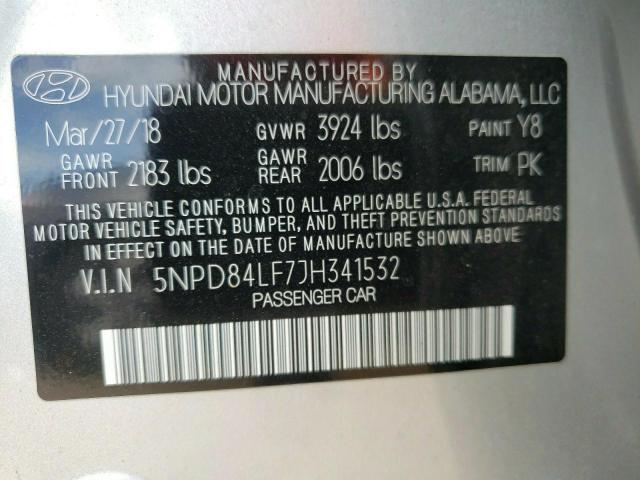 MANUFACTURED BY
HYUNDAI MOTOR MANUFACTURING ALABAMA, LLC
Mar/27/18 GVWR 3924 lbs PAINT Y8
GAWR FRONT 2183 lbs GAWR REAR 2006 lbs TRIM PK
THIS VEHICLE CONFORMS TO ALL APPLICABLE U.S.A. FEDERAL
MOTOR VEHICLE SAFETY, BUMPER, AND THEFT PREVENTION STANDARDS
IN EFFECT ON THE DATE OF MANUFACTURE SHOWN ABOVE.
V.I.N 5NPD84LF7JH341532
PASSENGER CAR